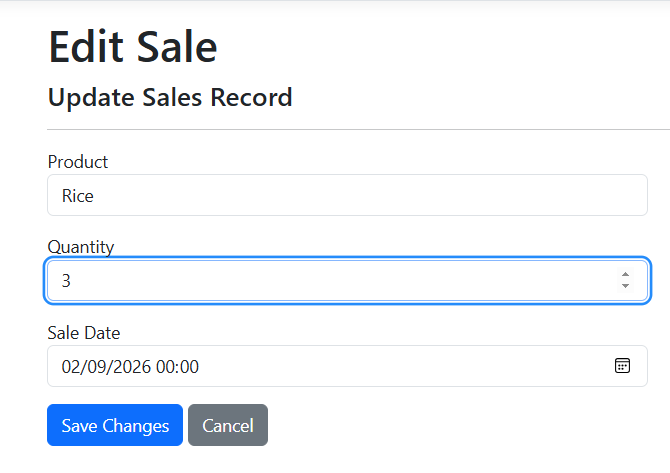 Edit Sale
Update Sales Record
Product
Rice
Quantity
3
Sale Date
02/09/2026 00:00
Save Changes Cancel